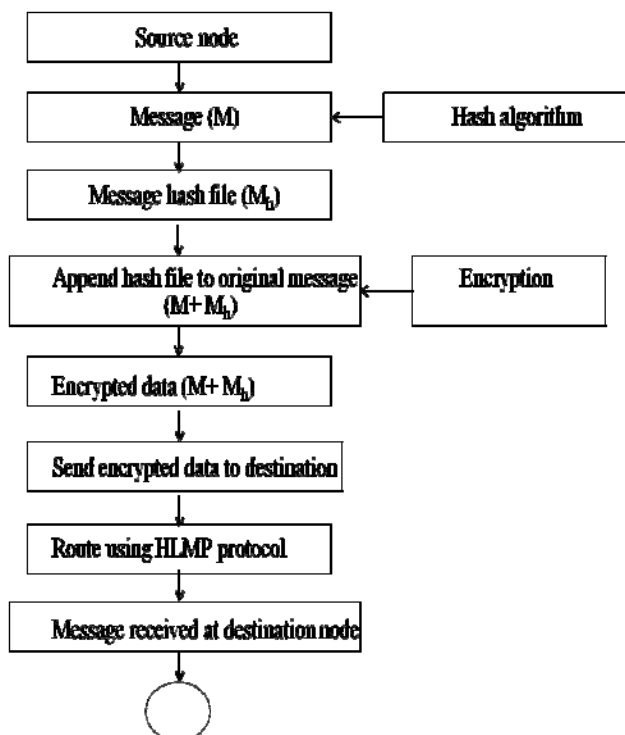 Source node
Message (M)
Hash algorithm
Message hash file (Mₕ)
Append hash file to original message
(M+ Mₕ)
Encryption
Encrypted data (M+ Mₕ)
Send encrypted data to destination
Route using HLMP protocol
Message received at destination node